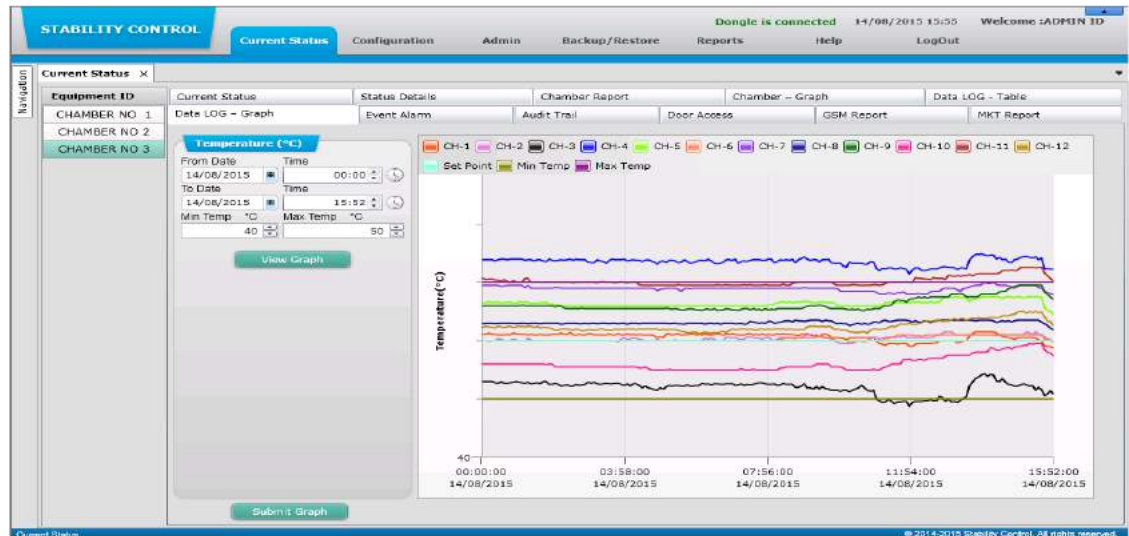 Dongle is connected 14/08/2015 15:55 Welcome :ADMIN ID
STABILITY CONTROL
Current Status Configuration Admin Backup/Restore Reports Help LogOut
Navigation
Current Status X
Equipment ID
CHAMBER NO 1
CHAMBER NO 2
CHAMBER NO 3
Current Status Status Details Chamber Report Chamber - Graph Data LOG - Table
Data LOG - Graph Event Alarm Audit Trail Door Access GSM Report MKT Report
Temperature (°C)
From Date Time
14/08/2015 00:00
To Date Time
14/08/2015 15:52
Min Temp °C Max Temp °C
40 50
View Graph
Submit Graph
CH-1 CH-2 CH-3 CH-4 CH-5 CH-6 CH-7 CH-8 CH-9 CH-10 CH-11 CH-12
Set Point Min Temp Max Temp
Temperature(°C)
40
00:00:00 03:58:00 07:56:00 11:54:00 15:52:00
14/08/2015 14/08/2015 14/08/2015 14/08/2015 14/08/2015
Current Status © 2014-2015 Stability Control. All rights reserved.